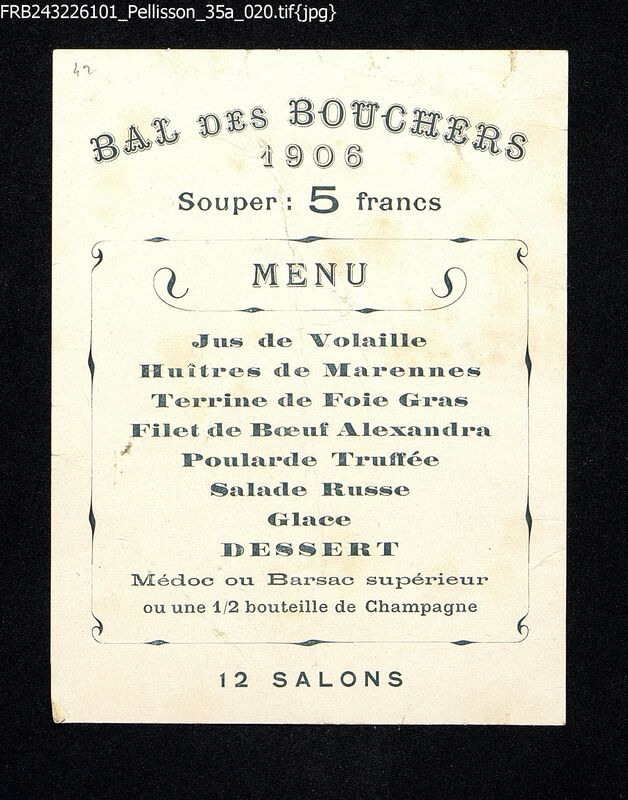 FRB243226101_Pellisson_35a_020.tif{jpg}
42
BAL DES BOUCHERS
1906
Souper : 5 francs
MENU
Jus de Volaille
Huîtres de Marennes
Terrine de Foie Gras
Filet de Bœuf Alexandra
Poularde Truffée
Salade Russe
Glace
DESSERT
Médoc ou Barsac supérieur
ou une 1/2 bouteille de Champagne
12 SALONS